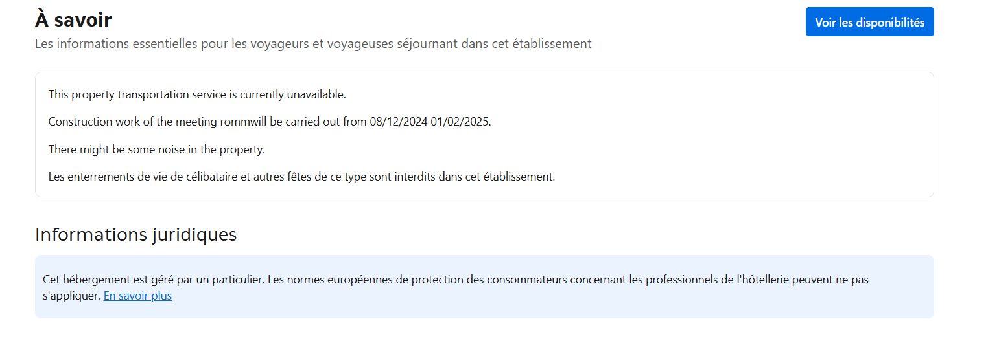 À savoir
Voir les disponibilités
Les informations essentielles pour les voyageurs et voyageuses séjournant dans cet établissement
This property transportation service is currently unavailable.
Construction work of the meeting rommwill be carried out from 08/12/2024 01/02/2025.
There might be some noise in the property.
Les enterrements de vie de célibataire et autres fêtes de ce type sont interdits dans cet établissement.
Informations juridiques
Cet hébergement est géré par un particulier. Les normes européennes de protection des consommateurs concernant les professionnels de l'hôtellerie peuvent ne pas
s'appliquer. En savoir plus